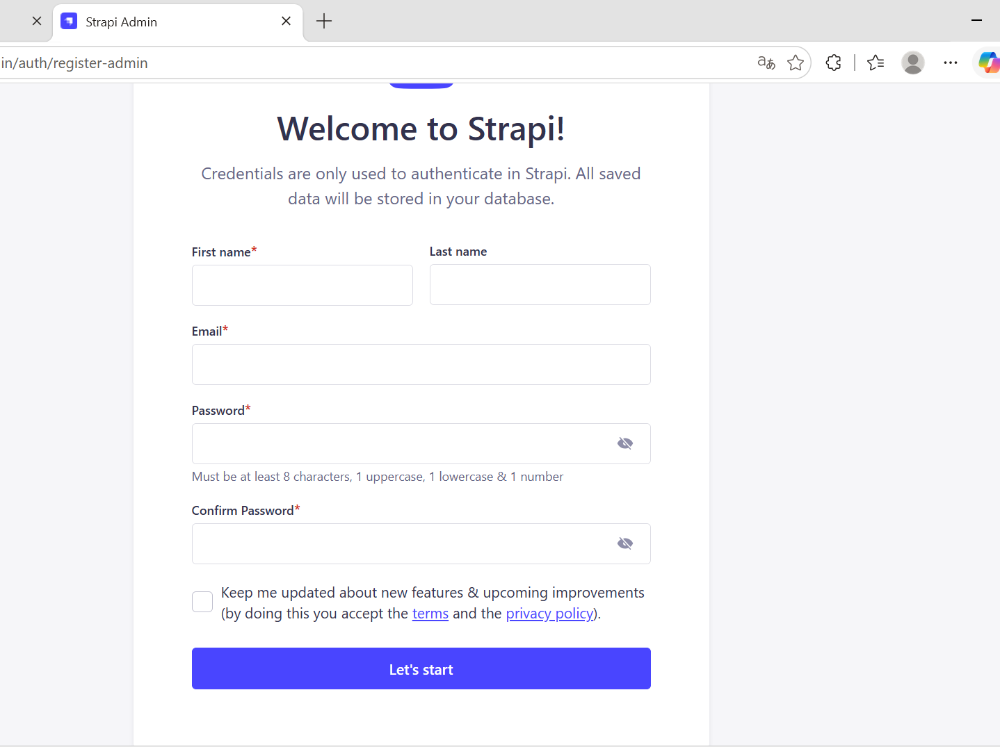 Strapi Admin
in/auth/register-admin
Welcome to Strapi!
Credentials are only used to authenticate in Strapi. All saved
data will be stored in your database.
First name*
Last name
Email*
Password*
Must be at least 8 characters, 1 uppercase, 1 lowercase & 1 number
Confirm Password*
Keep me updated about new features & upcoming improvements
(by doing this you accept the terms and the privacy policy).
Let's start